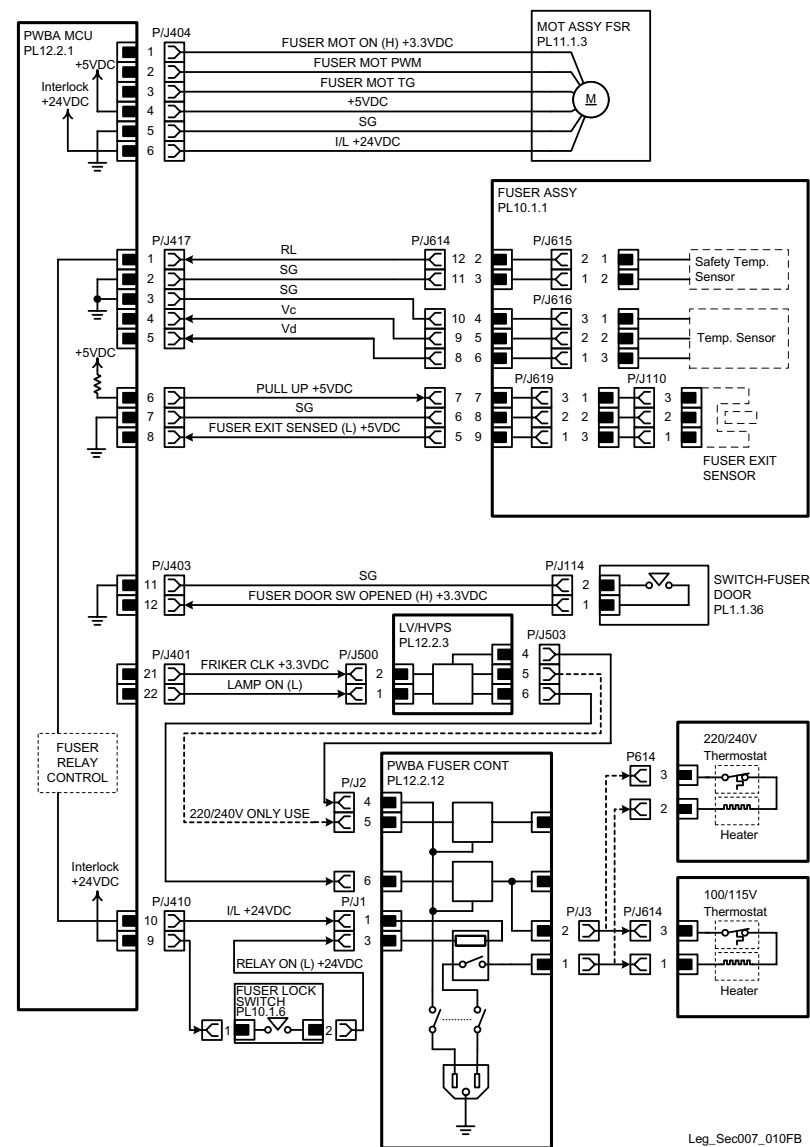 PWBA MCU
PL12.2.1
P/J404
MOT ASSY FSR
PL11.1.3
+5VDC
Interlock
+24VDC
1 FUSER MOT ON (H) +3.3VDC
2 FUSER MOT PWM
3 FUSER MOT TG
4 +5VDC
5 SG
6 I/L +24VDC
M
FUSER ASSY
PL10.1.1
P/J417 P/J614 P/J615
1 RL 12 2 2 1
2 SG 11 3 1 2
Safety Temp.
Sensor
P/J616
3 SG 10 4 3 1
4 Vc 9 5 2 2
5 Vd 8 6 1 3
Temp. Sensor
+5VDC
P/J619 P/J110
6 PULL UP +5VDC 7 7 3 1 3
7 SG 6 8 2 2 2
8 FUSER EXIT SENSED (L) +5VDC 5 9 1 3 1
FUSER EXIT
SENSOR
P/J403 P/J114
11 SG 2
12 FUSER DOOR SW OPENED (H) +3.3VDC 1
SWITCH-FUSER
DOOR
PL1.1.36
LV/HVPS
PL12.2.3
P/J401 P/J500 P/J503
21 FRIKER CLK +3.3VDC 2
22 LAMP ON (L) 1
4
5
6
FUSER
RELAY
CONTROL
PWBA FUSER CONT
PL12.2.12
P/J2
4
5
220/240V ONLY USE
6
P614
3
2
220/240V
Thermostat
Heater
Interlock
+24VDC
P/J410 P/J1
10 I/L +24VDC 1
9 3
RELAY ON (L) +24VDC
P/J3 P/J614
2 3
1 1
100/115V
Thermostat
Heater
FUSER LOCK
SWITCH
PL10.1.6
1 2
Leg_Sec007_010FB